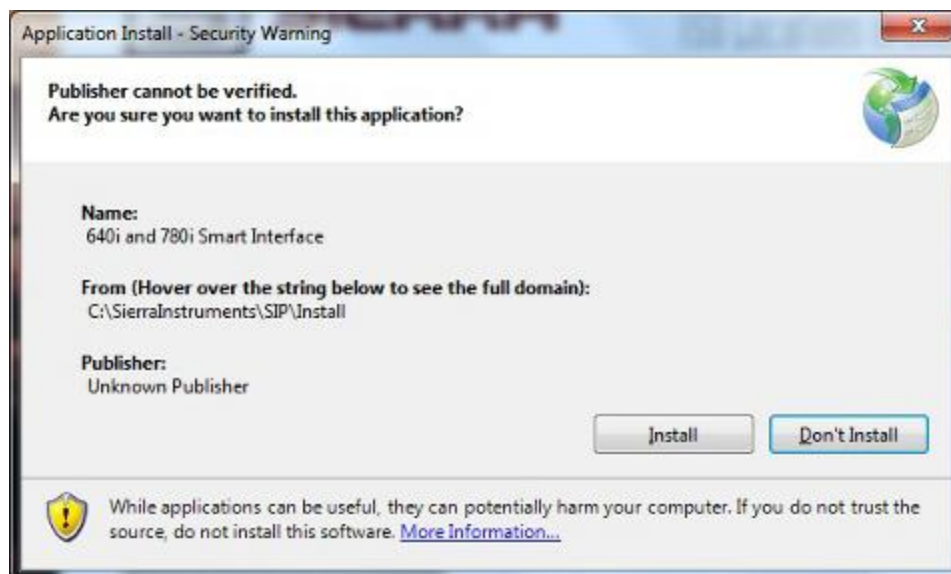 Application Install - Security Warning
Publisher cannot be verified.
Are you sure you want to install this application?
Name:
640i and 780i Smart Interface
From (Hover over the string below to see the full domain):
C:\SierraInstruments\SIP\Install
Publisher:
Unknown Publisher
Install
Don't Install
While applications can be useful, they can potentially harm your computer. If you do not trust the
source, do not install this software. More Information...